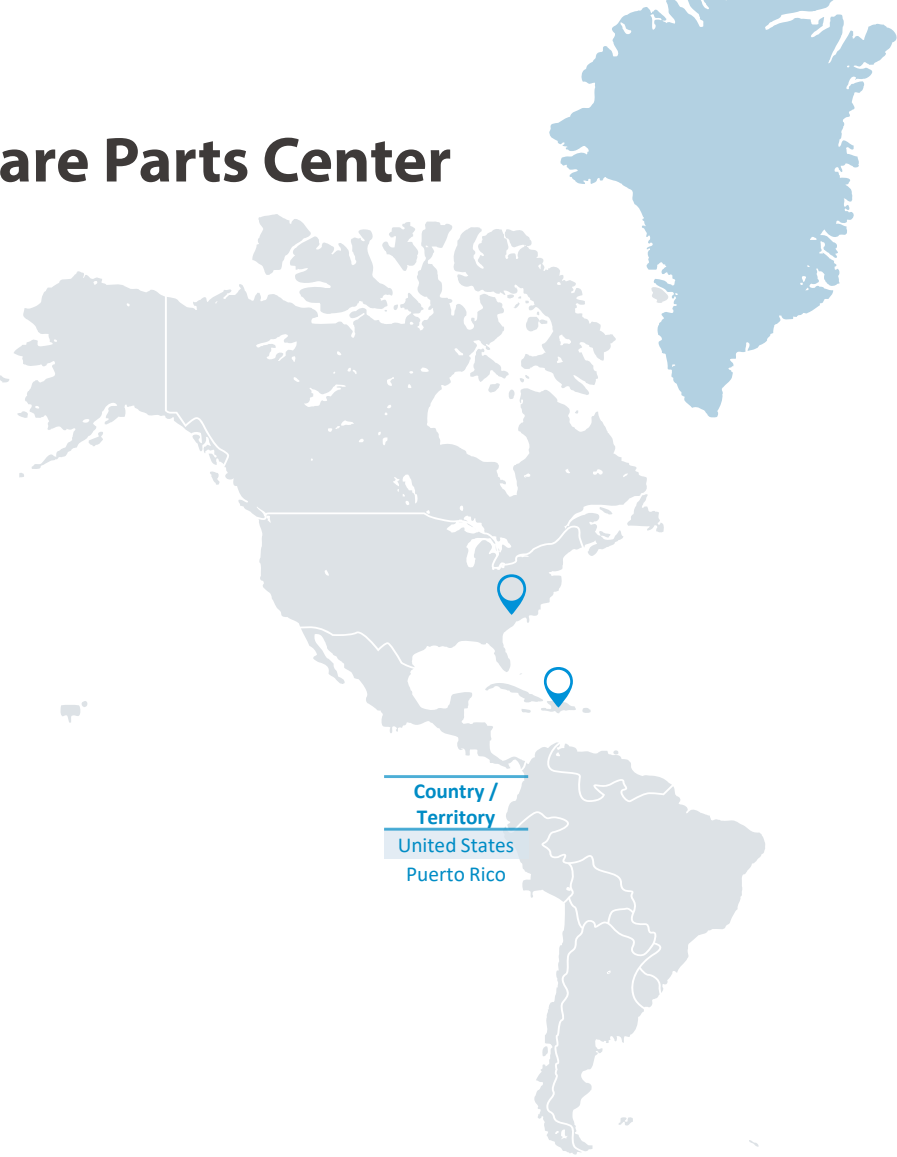 are Parts Center
Country /
Territory
United States
Puerto Rico